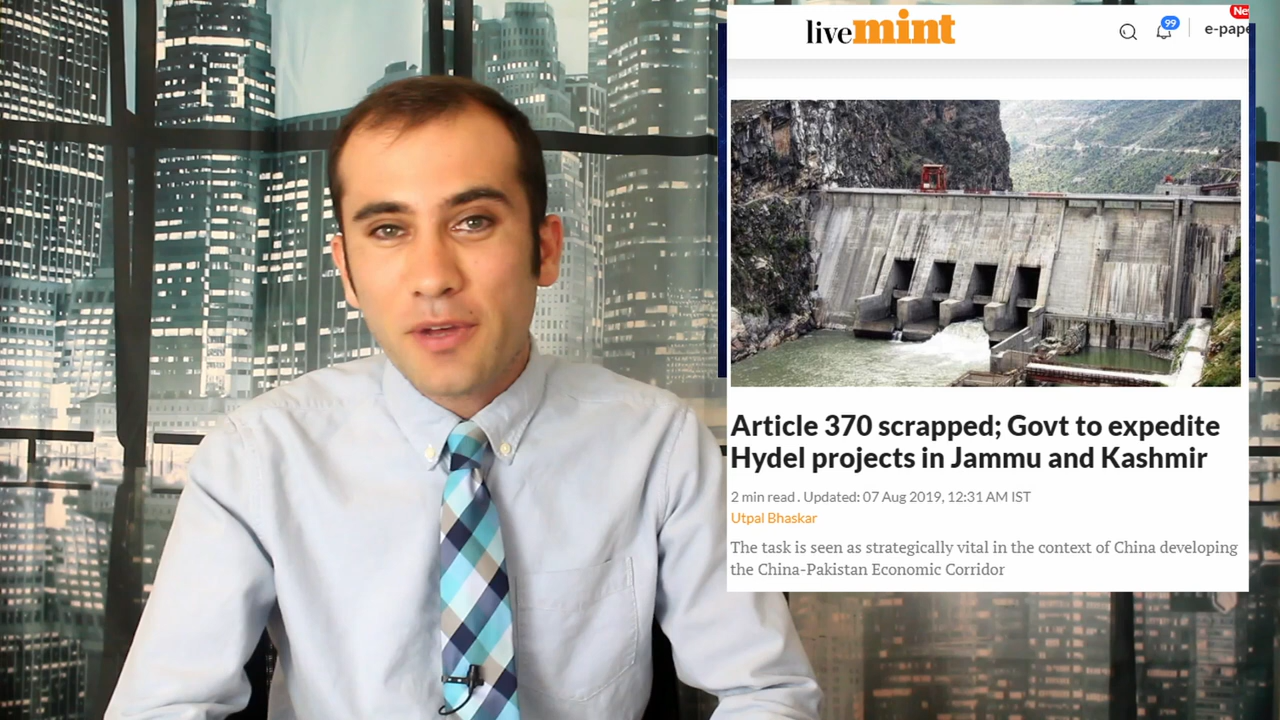 livemint
99
Ne
e-pape
Article 370 scrapped; Govt to expedite
Hydel projects in Jammu and Kashmir
2 min read . Updated: 07 Aug 2019, 12:31 AM IST
Utpal Bhaskar
The task is seen as strategically vital in the context of China developing
the China-Pakistan Economic Corridor